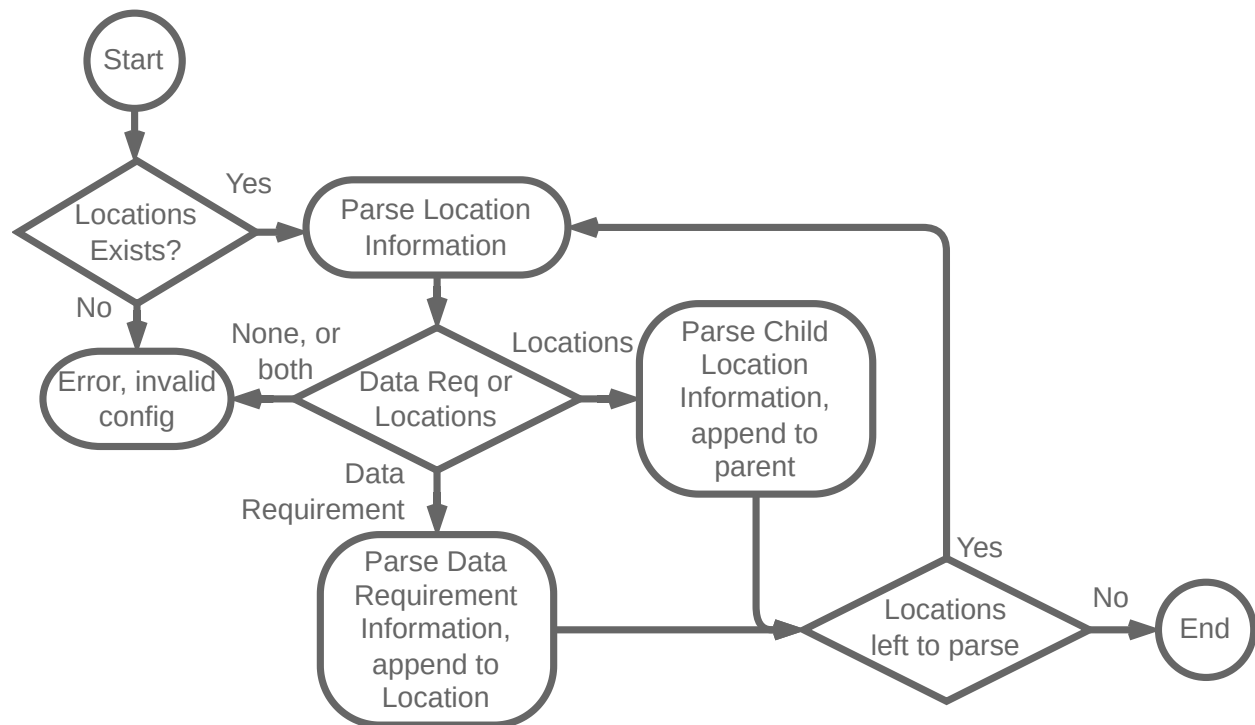 Start
Yes
Locations
Exists?
No
Parse Location
Information
None, or
both
Error, invalid
config
Data Req or
Locations
Locations
Parse Child
Location
Information,
append to
parent
Data
Requirement
Parse Data
Requirement
Information,
append to
Location
Yes
Locations
left to parse
No
End